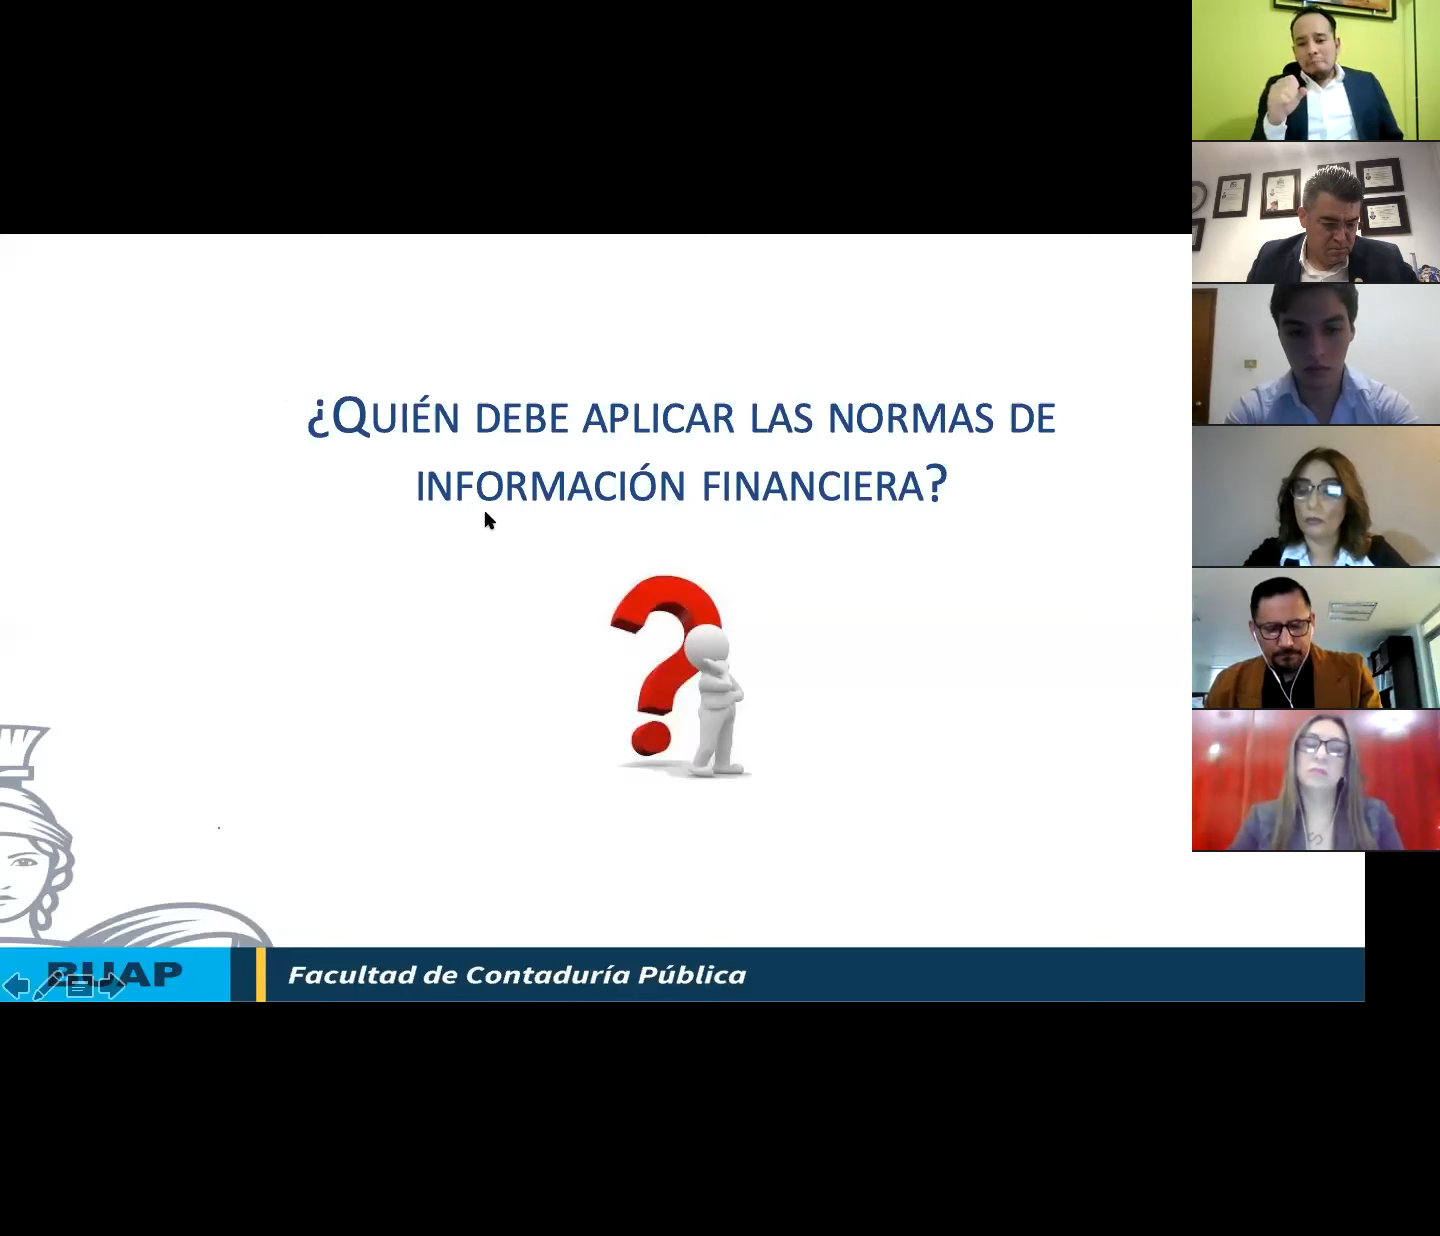 ¿QUIÉN DEBE APLICAR LAS NORMAS DE
INFORMACIÓN FINANCIERA?
BUAP
Facultad de Contaduría Pública